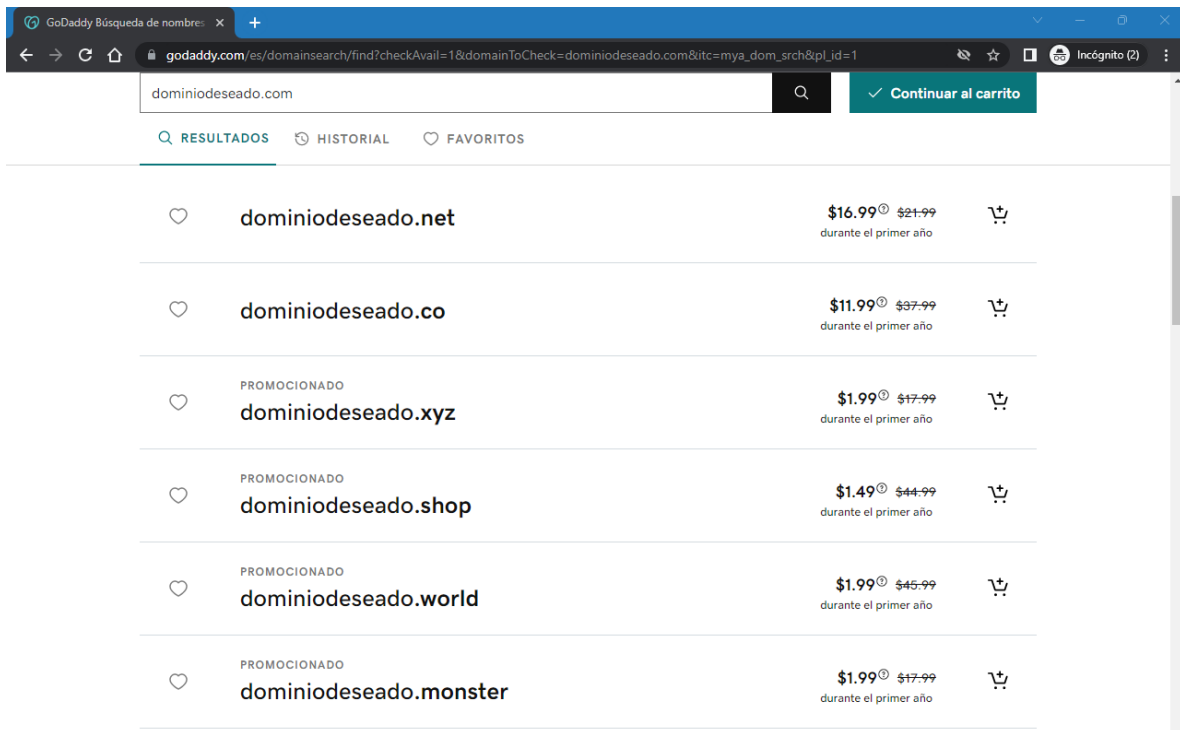 GoDaddy Búsqueda de nombres
godaddy.com/es/domainsearch/find?checkAvail=1&domainToCheck=dominiodeseado.com&itc=mya_dom_srch&pl_id=1
Incógnito (2)
dominiodeseado.com
Continuar al carrito
RESULTADOS HISTORIAL FAVORITOS
dominiodeseado.net
$16.99 $21.99
durante el primer año
dominiodeseado.co
$11.99 $37.99
durante el primer año
PROMOCIONADO
dominiodeseado.xyz
$1.99 $17.99
durante el primer año
PROMOCIONADO
dominiodeseado.shop
$1.49 $44.99
durante el primer año
PROMOCIONADO
dominiodeseado.world
$1.99 $45.99
durante el primer año
PROMOCIONADO
dominiodeseado.monster
$1.99 $17.99
durante el primer año